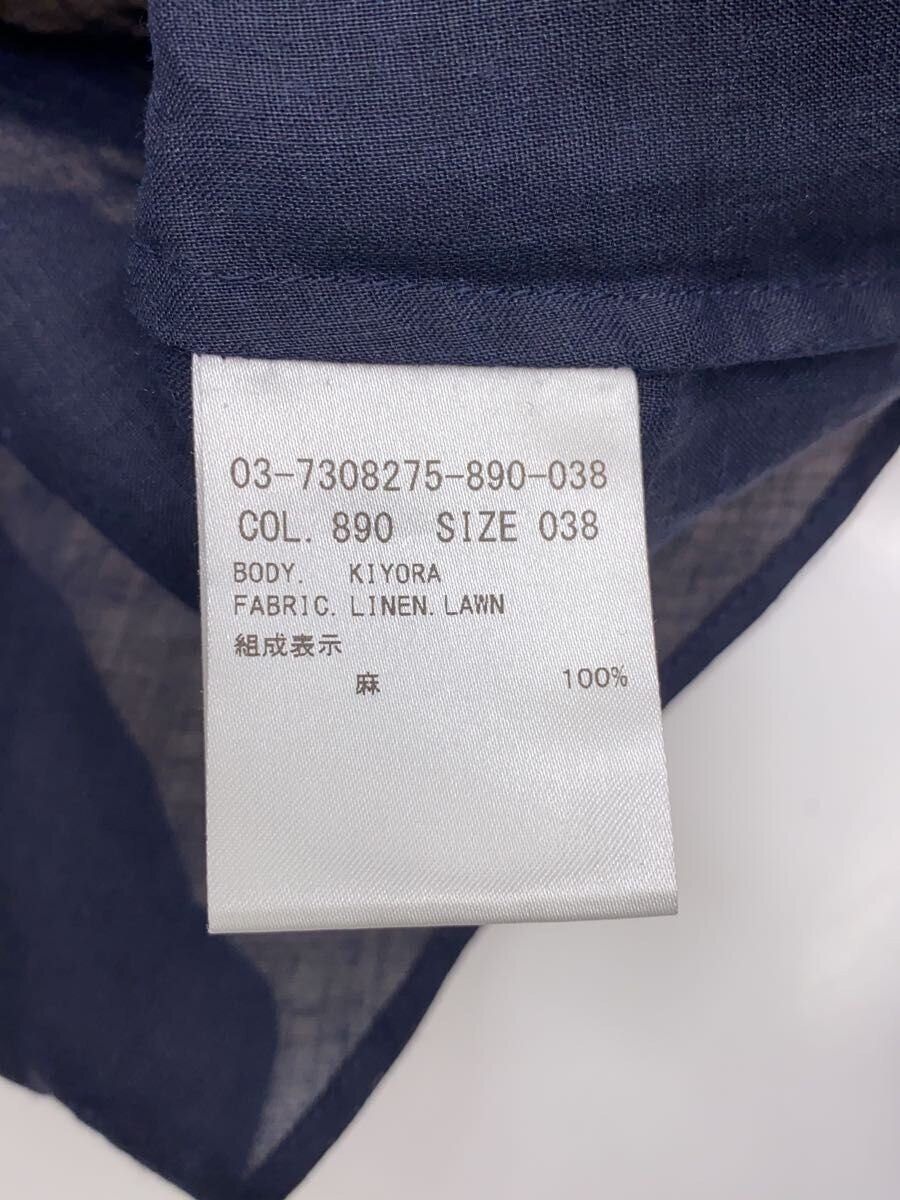 03-7308275-890-038
COL. 890 SIZE 038
BODY. KIYORA
FABRIC. LINEN. LAWN
組成表示
麻 100%